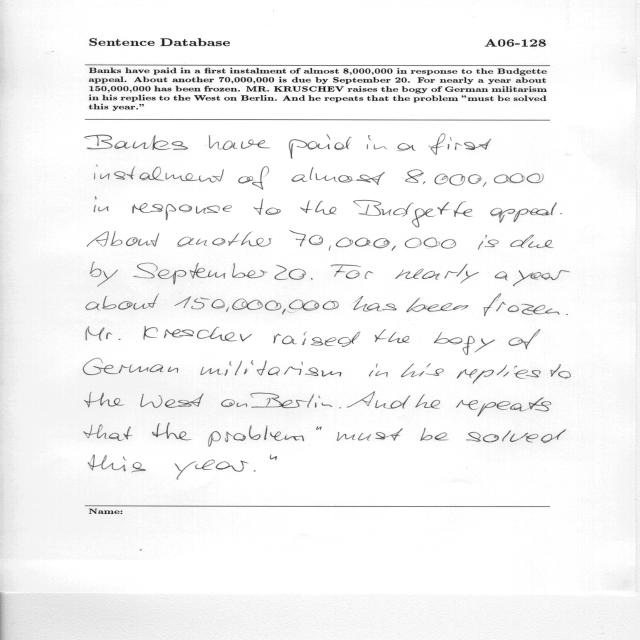 Sentence Database A06-128
Banks have paid in a first instalment of almost 8,000,000 in response to the Budgette
appeal. About another 70,000,000 is due by September 20. For nearly a year about
150,000,000 has been frozen. MR. KRUSCHEV raises the bogy of German militarism
in his replies to the West on Berlin. And he repeats that the problem "must be solved
this year."
Banks have paid in a first
instalment of almost 8.000,000
in response to the Budgette appeal.
About another 70,000,000 is due
by September 20. For nearly a year
about 150,000,000 has been frozen.
Mr. Kreschev raised the bogy of
German militarism in his replies to
the West on Berlin. And he repeats
that the problem "must be solved
this year."
Name: